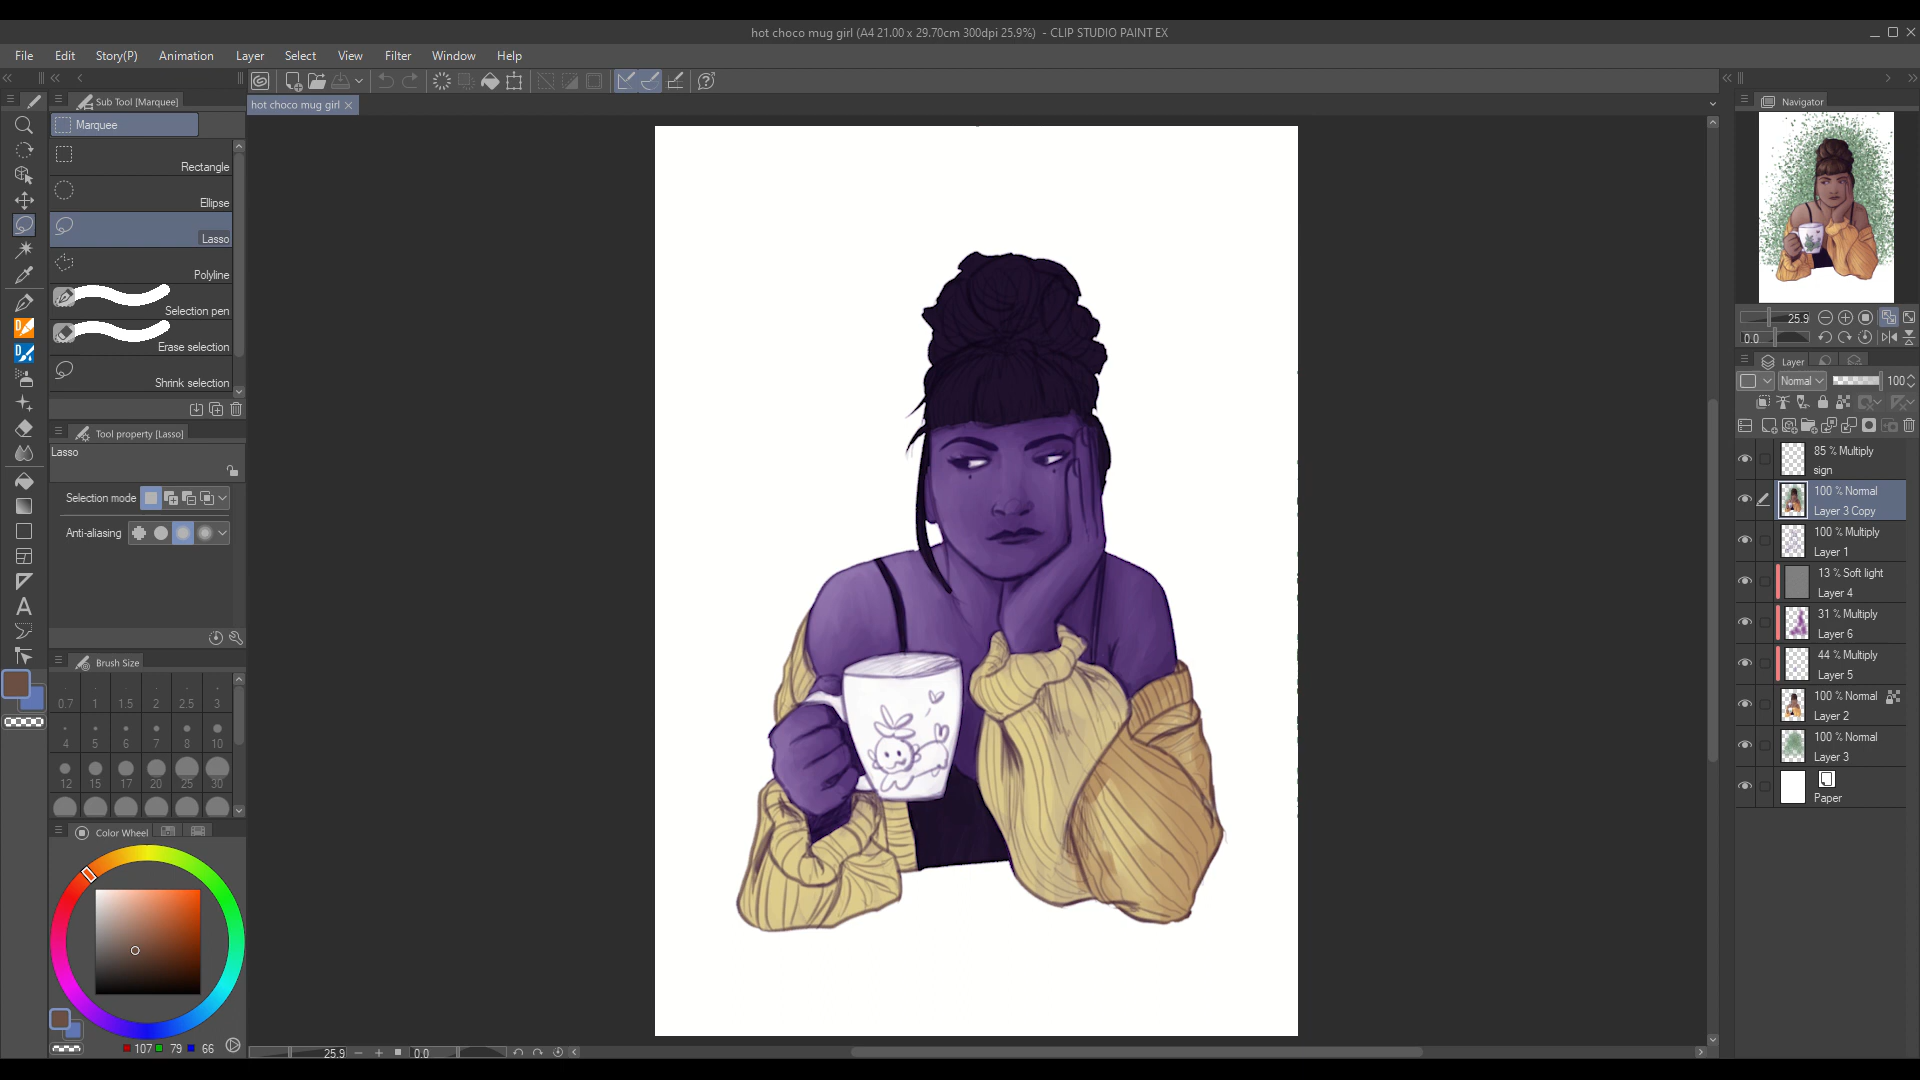 hot choco mug girl (A4 21.00 x 29.70cm 300dpi 25.9%) - CLIP STUDIO PAINT EX
File Edit Story(P) Animation Layer Select View Filter Window Help
Sub Tool [Marquee]
hot choco mug girl
Navigator
Marquee
Rectangle
Ellipse
Lasso
Polyline
Selection pen
Erase selection
Shrink selection
Tool property [Lasso]
Lasso
Selection mode
Anti-aliasing
Brush Size
0.7 1 1.5 2 2.5 3
4 5 6 7 8 10
12 15 17 20 25 30
Color Wheel
107 79 66
25.9 0.0
25.9
0.0
Layer
Normal 100
85 % Multiply
sign
100 % Normal
Layer 3 Copy
100 % Multiply
Layer 1
13 % Soft light
Layer 4
31 % Multiply
Layer 6
44 % Multiply
Layer 5
100 % Normal
Layer 2
100 % Normal
Layer 3
Paper